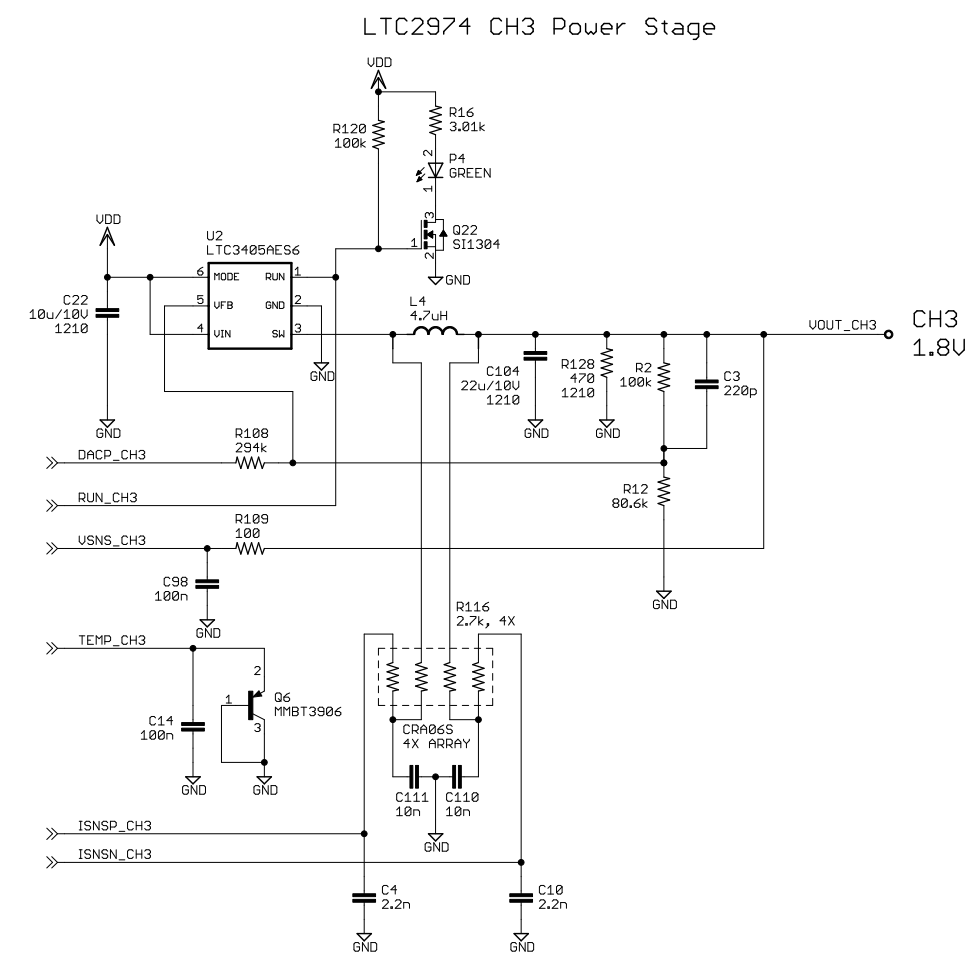 LTC2974 CH3 Power Stage
VDD
R120
100k
R16
3.01k
2
P4
GREEN
1
3
Q22
SI1304
1
2
GND
VDD
U2
LTC3405AES6
6 MODE RUN 1
5 VFB GND 2
4 VIN SW 3
C22
10u/10V
1210
GND
GND
L4
4.7uH
C104
22u/10V
1210
GND
R128
470
1210
GND
R2
100k
C3
220p
VOUT_CH3
CH3
1.8V
DACP_CH3
R108
294k
R12
80.6k
GND
RUN_CH3
VSNS_CH3
R109
100
C98
100n
GND
R116
2.7k, 4X
TEMP_CH3
2
1
Q6
MMBT3906
3
C14
100n
GND
GND
CRA06S
4X ARRAY
C111
10n
C110
10n
GND
ISNSP_CH3
ISNSN_CH3
C4
2.2n
C10
2.2n
GND
GND